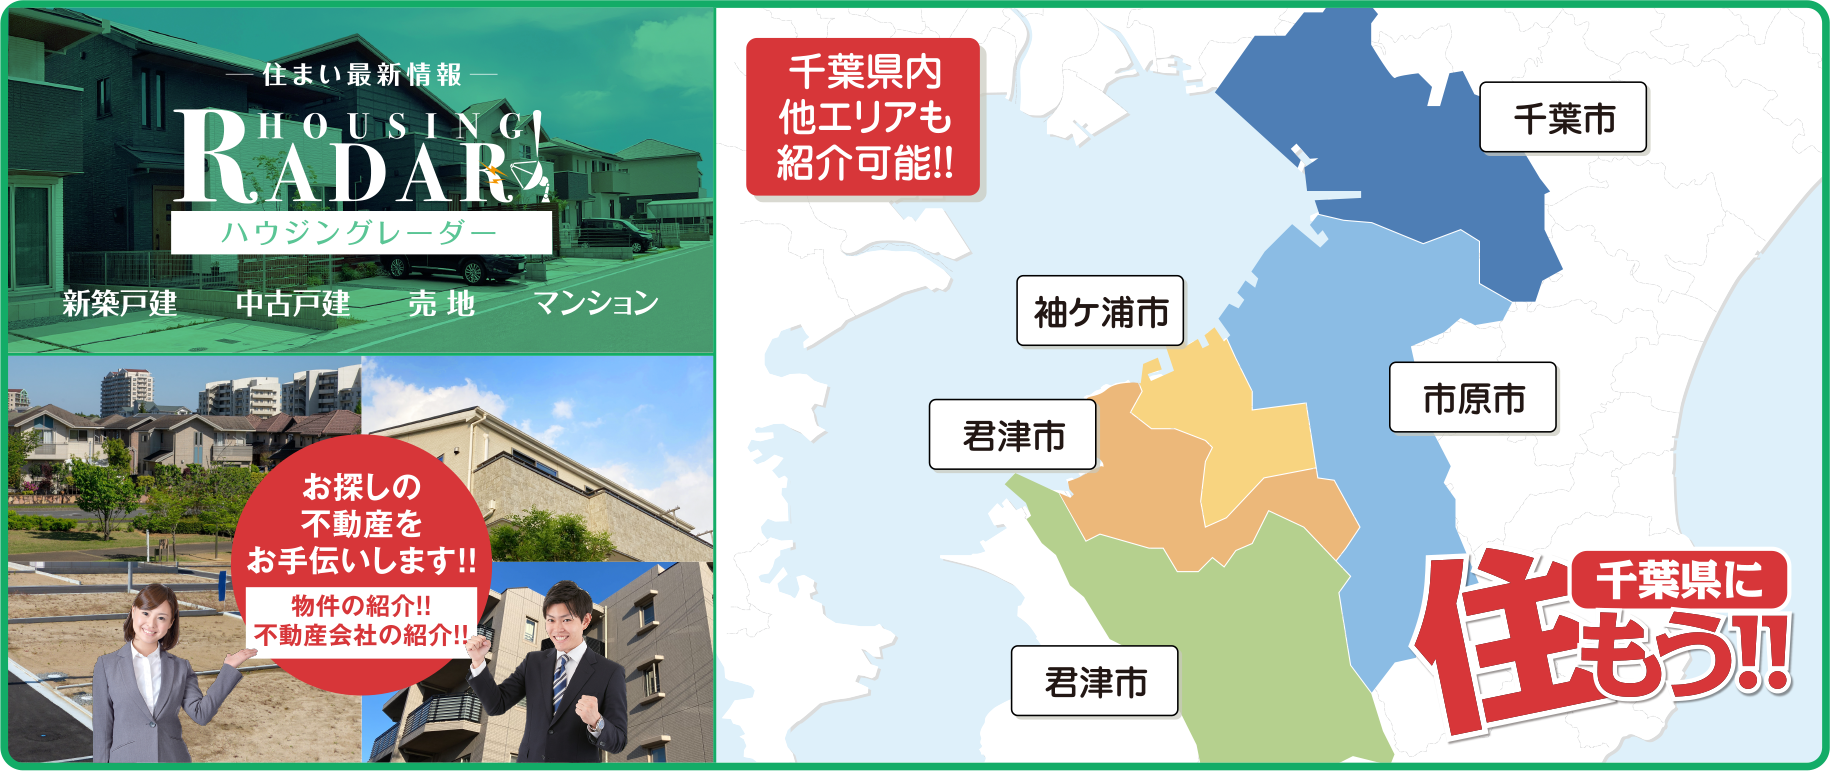 住まい最新情報
HOUSING
RADAR!
ハウジングレーダー
新築戸建 中古戸建 売地 マンション
お探しの
不動産を
お手伝いします!!
物件の紹介!!
不動産会社の紹介!!
千葉県内
他エリアも
紹介可能!!
千葉市
袖ケ浦市
市原市
君津市
君津市
千葉県に
住もう!!